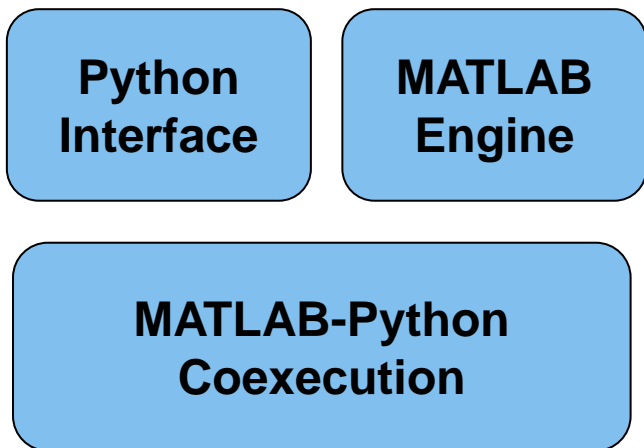 Python
Interface
MATLAB
Engine
MATLAB-Python
Coexecution